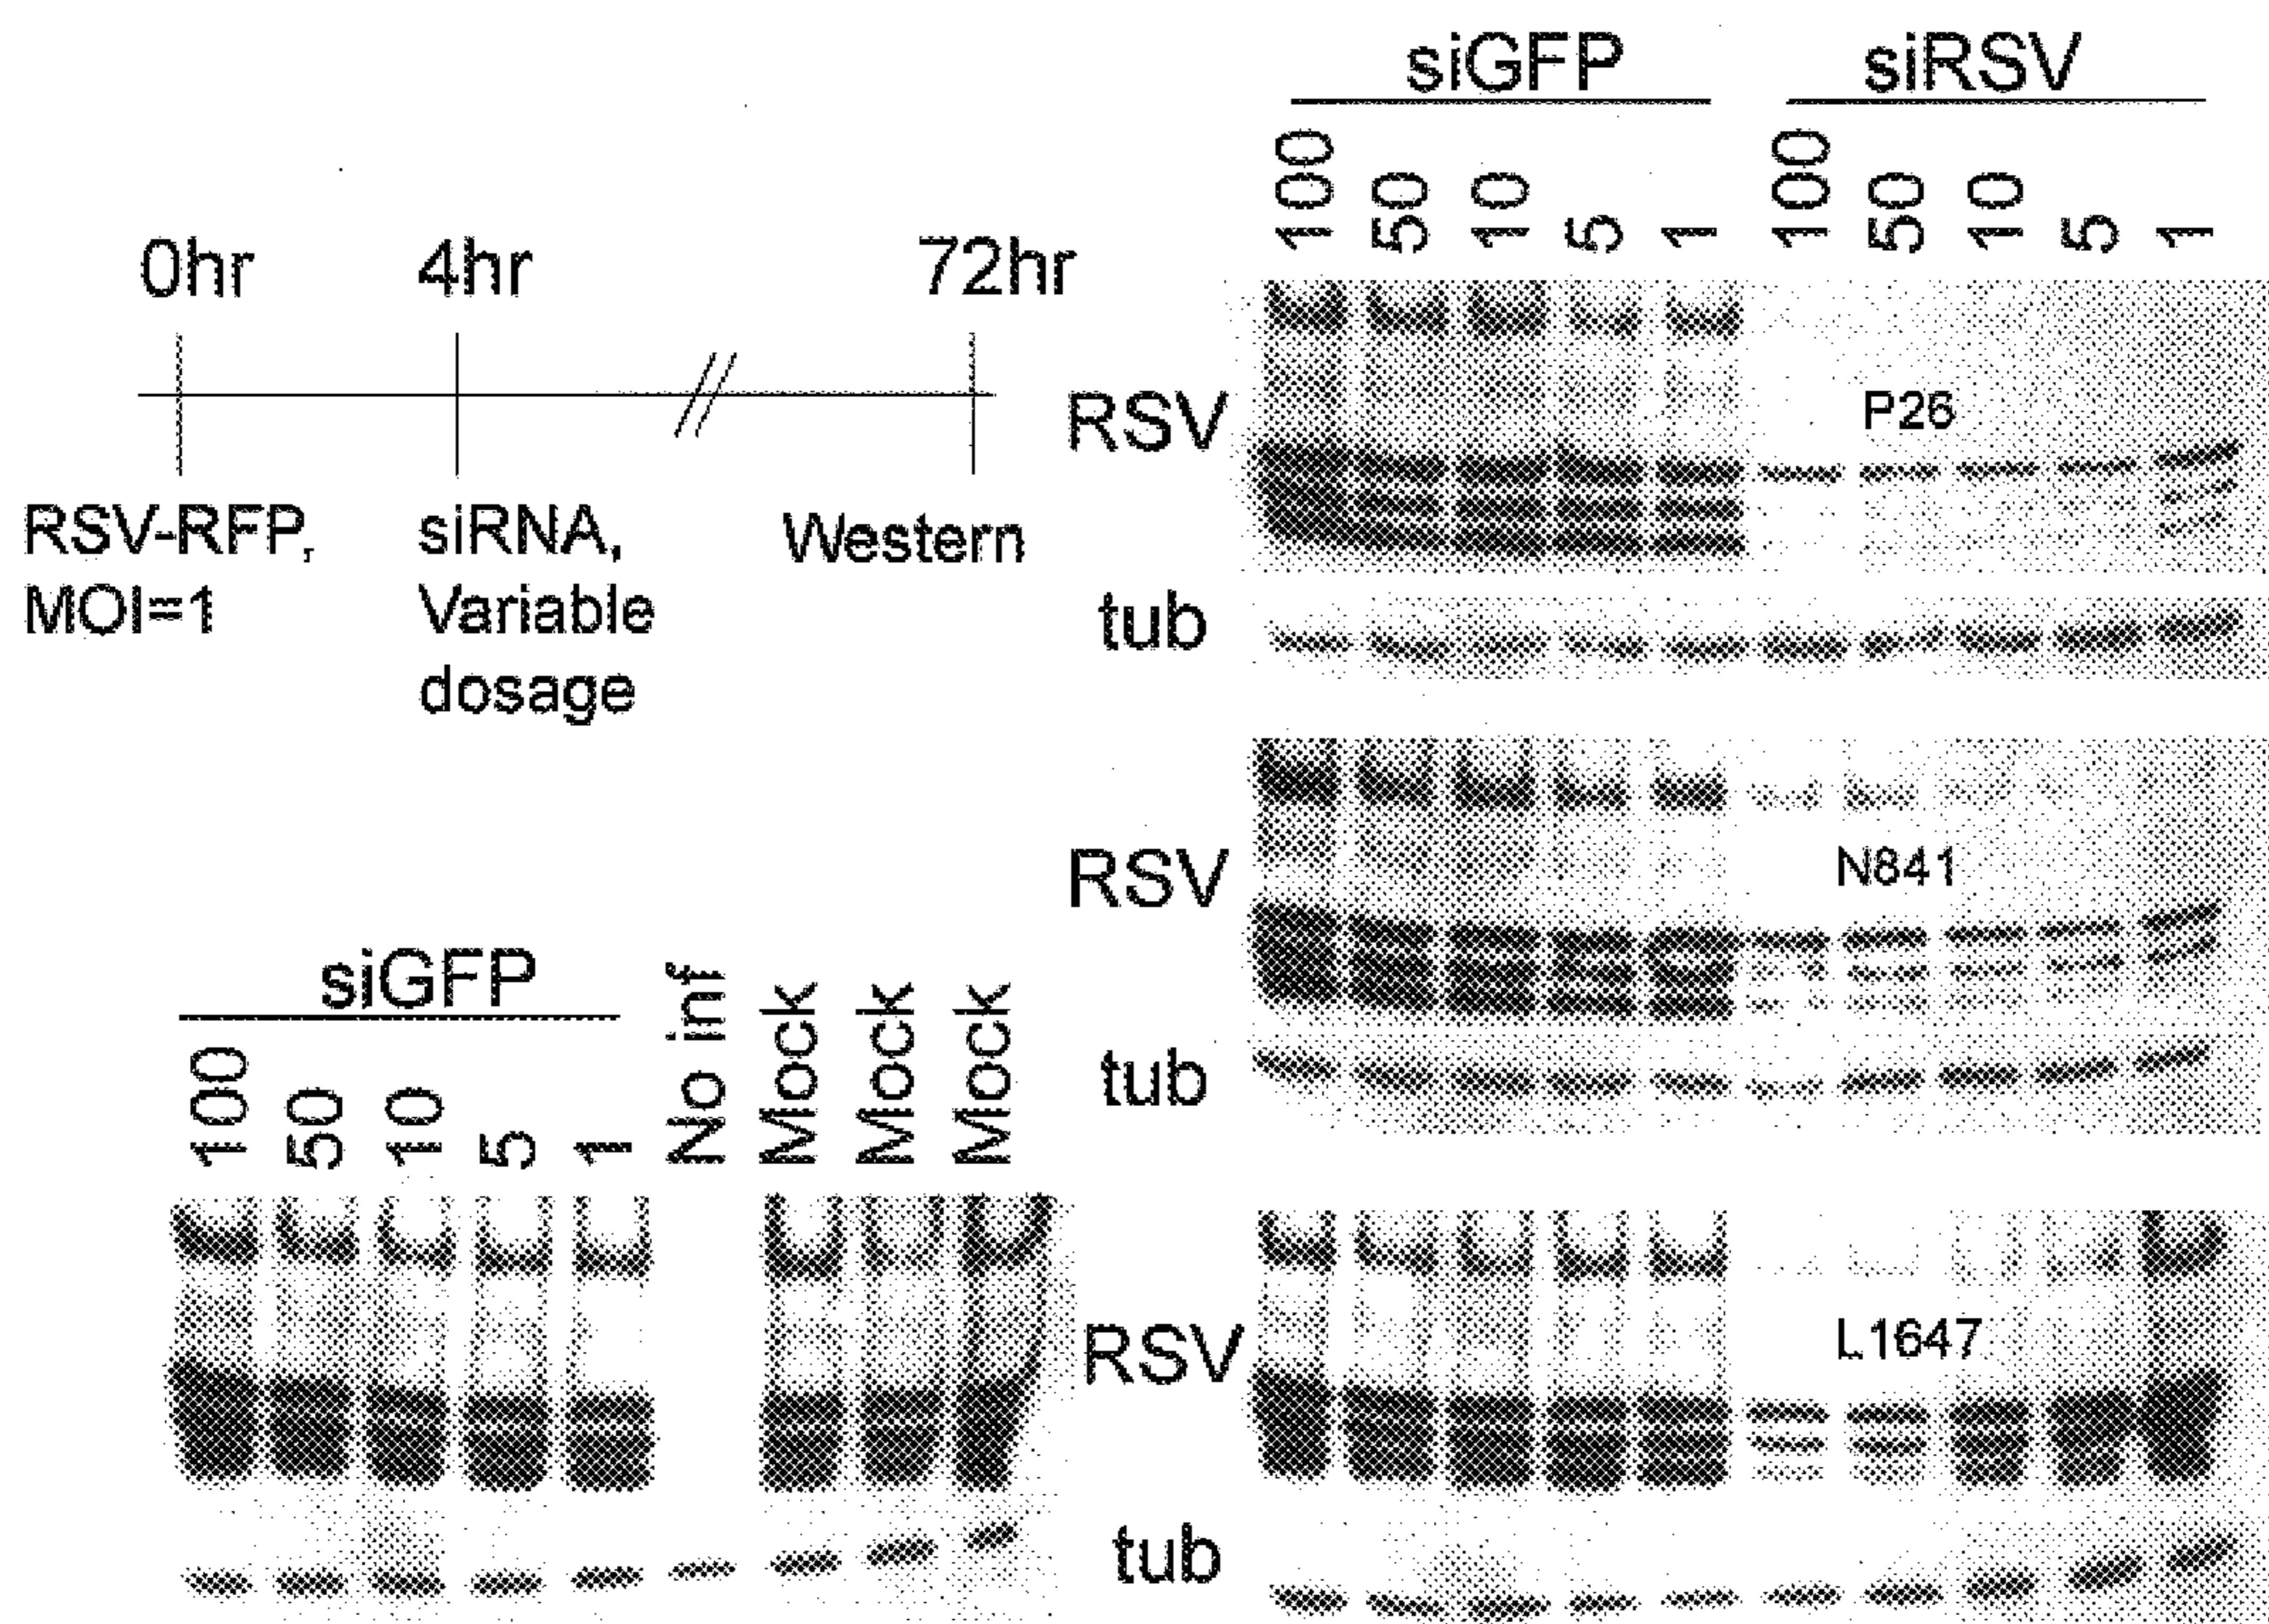 0hr 4hr 72hr
RSV-RFP, siRNA, Western
MOI=1 Variable
dosage
siGFP siRSV
100 50 10 5 1 100 50 10 5 1
RSV
P26
tub
RSV
N841
tub
siGFP
100 50 10 5 1 No inf Mock Mock Mock
RSV
L1647
tub